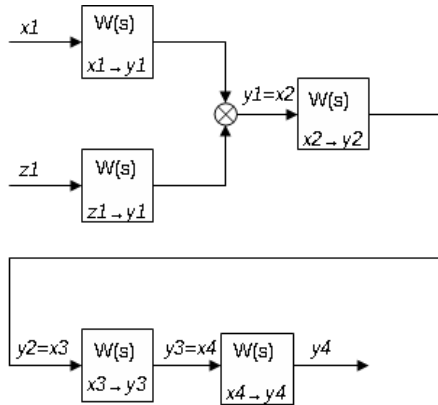 x1
W(s)
x1→y1
y1=x2
W(s)
x2→y2
z1
W(s)
z1→y1
y2=x3
W(s)
x3→y3
y3=x4
W(s)
x4→y4
y4